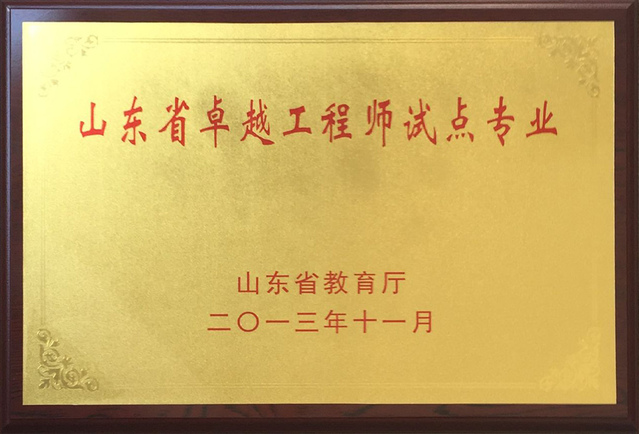 山东省卓越工程师试点专业
山东省教育厅
二〇一三年十一月